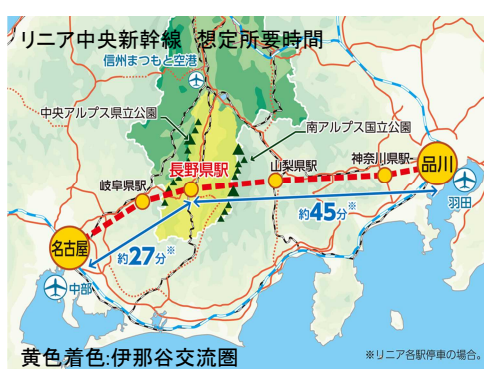 リニア中央新幹線 想定所要時間
信州まつもと空港
中央アルプス県立公園
南アルプス国立公園
長野県駅
山梨県駅
神奈川県駅
品川
岐阜県駅
羽田
約45分※
名古屋
約27分※
中部
黄色着色:伊那谷交流圏
※リニア各駅停車の場合。